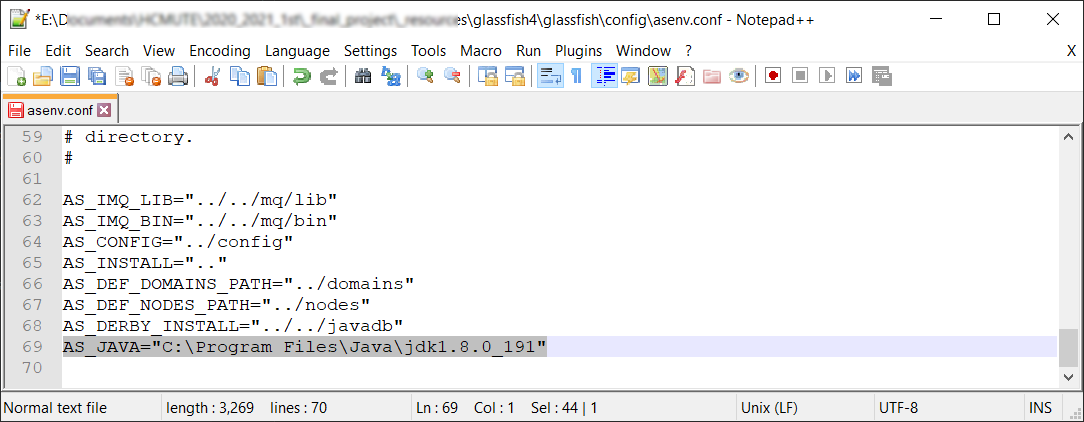 *E:\Documents\HCMUTE\2020_2021_1st\_final_project\_resources\glassfish4\glassfish\config\asenv.conf - Notepad++
File Edit Search View Encoding Language Settings Tools Macro Run Plugins Window ? X
asenv.conf
59 # directory.
60 #
61
62 AS_IMQ_LIB="../../mq/lib"
63 AS_IMQ_BIN="../../mq/bin"
64 AS_CONFIG="../config"
65 AS_INSTALL=".."
66 AS_DEF_DOMAINS_PATH="../domains"
67 AS_DEF_NODES_PATH="../nodes"
68 AS_DERBY_INSTALL="../../javadb"
69 AS_JAVA="C:\Program Files\Java\jdk1.8.0_191"
70
Normal text file length : 3,269 lines : 70 Ln : 69 Col : 1 Sel : 44 | 1 Unix (LF) UTF-8 INS